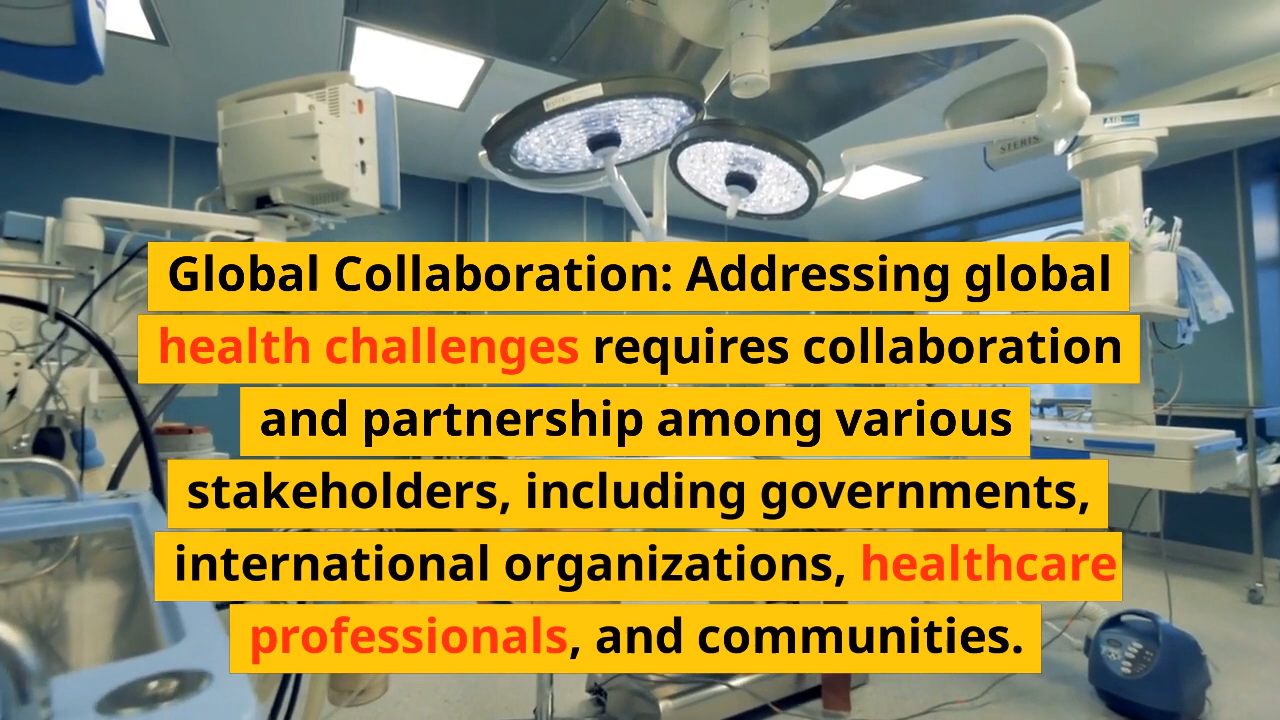 STERIS
Global Collaboration: Addressing global
health challenges requires collaboration
and partnership among various
stakeholders, including governments,
international organizations, healthcare
professionals, and communities.